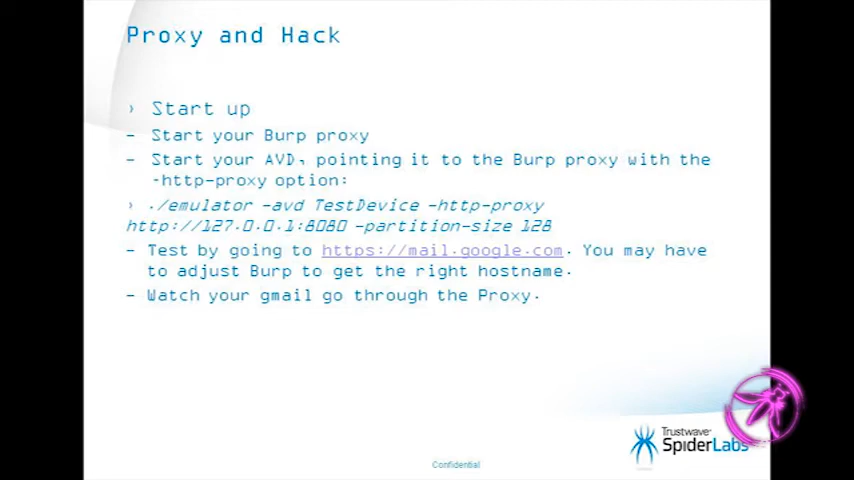 Proxy and Hack
› Start up
- Start your Burp proxy
- Start your AVD, pointing it to the Burp proxy with the
-http-proxy option:
› ./emulator -avd TestDevice -http-proxy
http://127.0.0.1:8080 -partition-size 128
- Test by going to https://mail.google.com. You may have
to adjust Burp to get the right hostname.
- Watch your gmail go through the Proxy.
Trustwave
SpiderLabs
Confidential